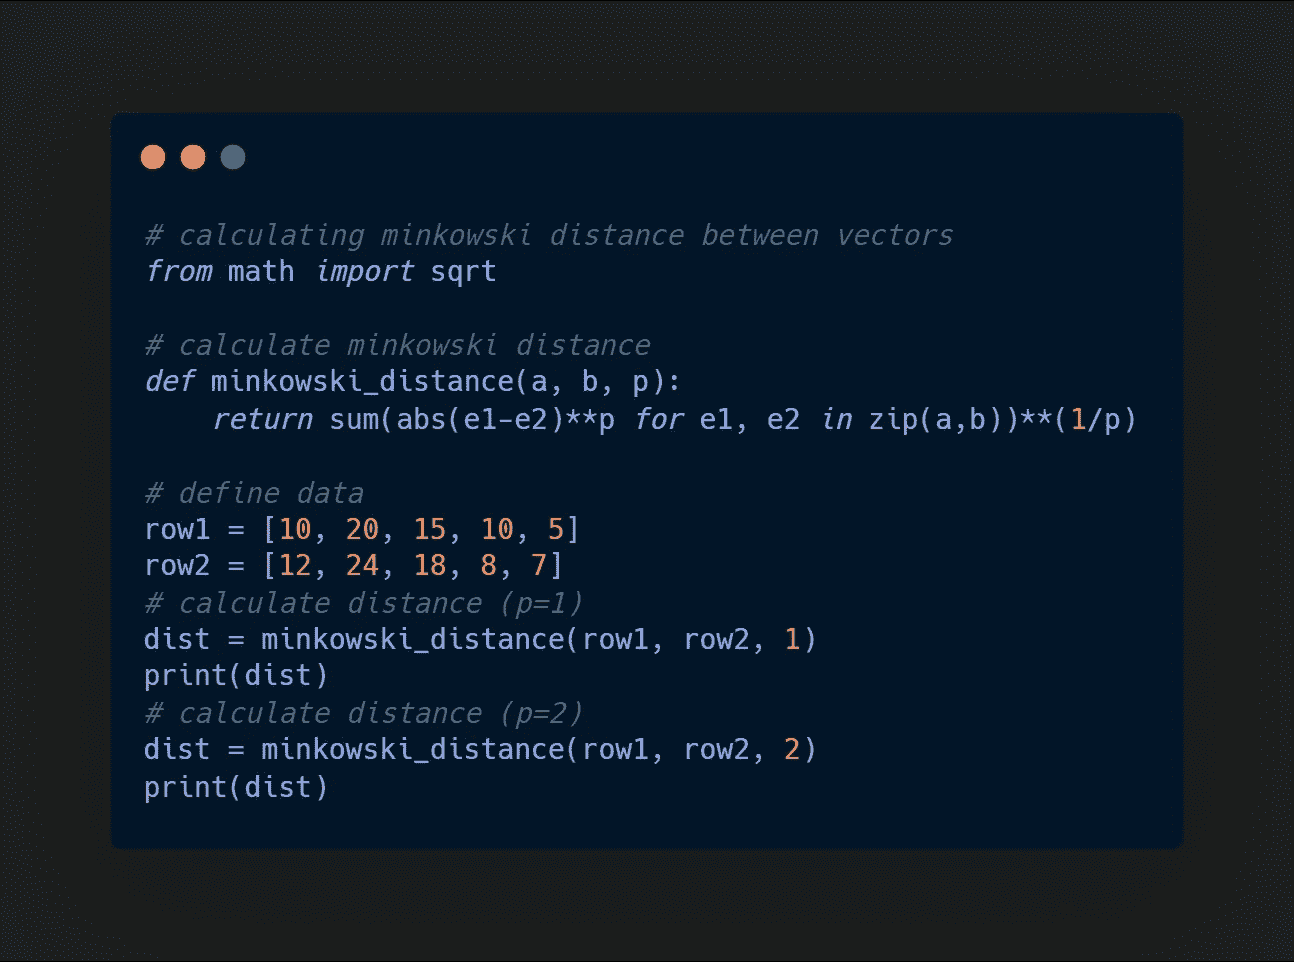 # calculating minkowski distance between vectors
from math import sqrt

# calculate minkowski distance
def minkowski_distance(a, b, p):
    return sum(abs(e1-e2)**p for e1, e2 in zip(a,b))**(1/p)

# define data
row1 = [10, 20, 15, 10, 5]
row2 = [12, 24, 18, 8, 7]
# calculate distance (p=1)
dist = minkowski_distance(row1, row2, 1)
print(dist)
# calculate distance (p=2)
dist = minkowski_distance(row1, row2, 2)
print(dist)